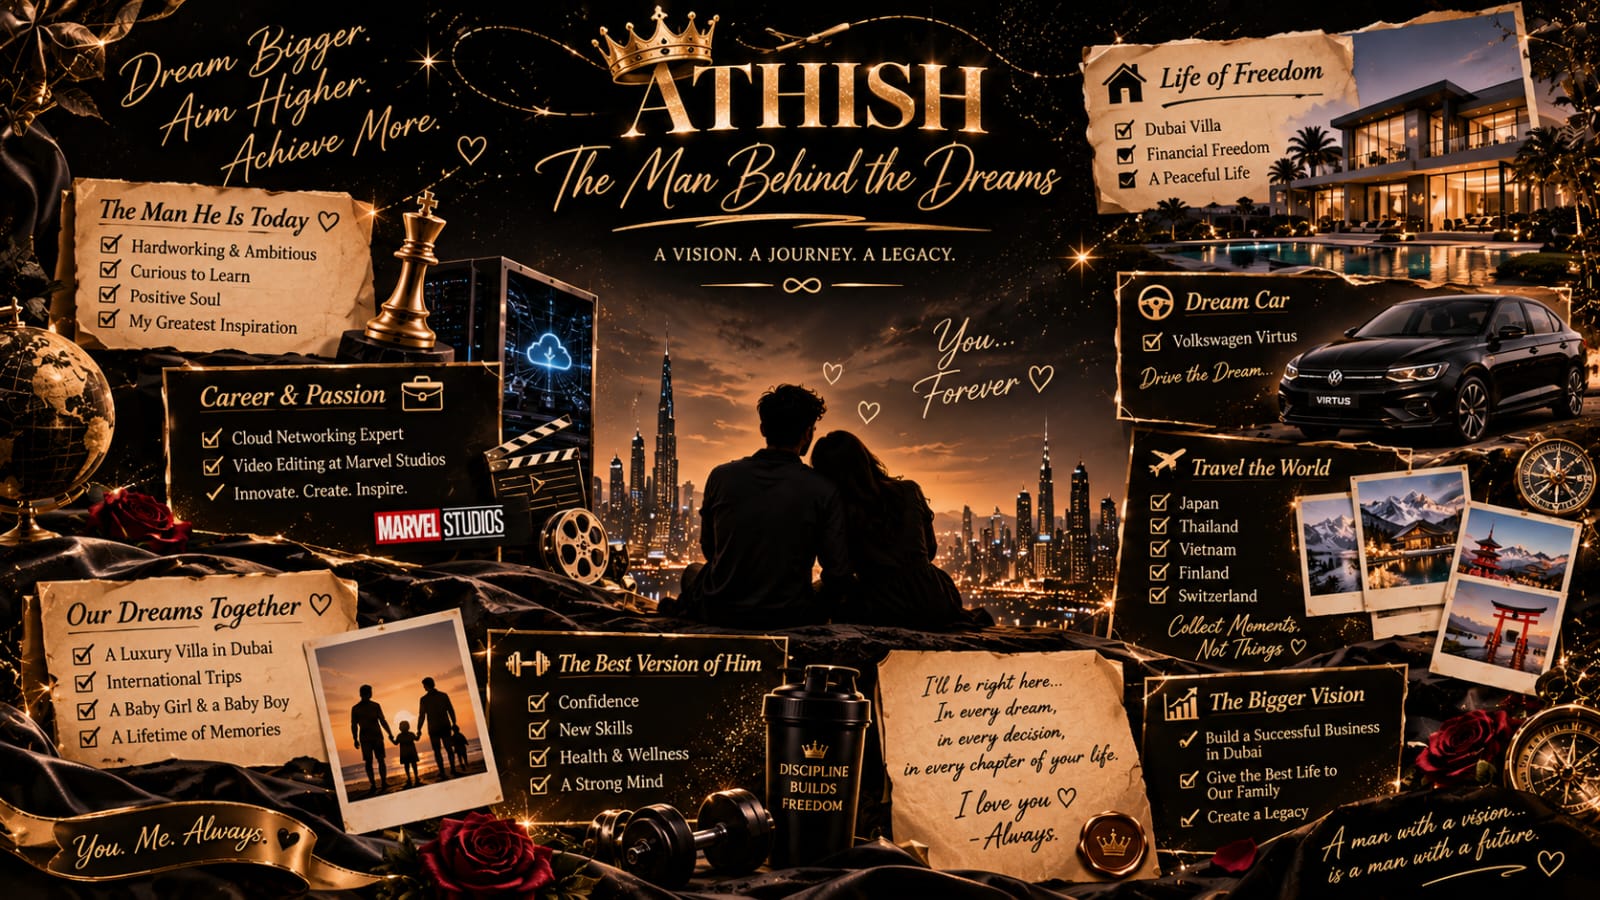 Dream Bigger.
Aim Higher.
Achieve More.
ATHISH
The Man Behind the Dreams
A VISION. A JOURNEY. A LEGACY.
The Man He Is Today
Hardworking & Ambitious
Curious to Learn
Positive Soul
My Greatest Inspiration
Career & Passion
Cloud Networking Expert
Video Editing at Marvel Studios
Innovate. Create. Inspire.
MARVEL STUDIOS
Our Dreams Together
A Luxury Villa in Dubai
International Trips
A Baby Girl & a Baby Boy
A Lifetime of Memories
You. Me. Always.
You...
Forever
The Best Version of Him
Confidence
New Skills
Health & Wellness
A Strong Mind
DISCIPLINE
BUILDS
FREEDOM
I'll be right here...
In every dream,
in every decision,
in every chapter of your life.
I love you
- Always.
Life of Freedom
Dubai Villa
Financial Freedom
A Peaceful Life
Dream Car
Volkswagen Virtus
Drive the Dream...
VIRTUS
Travel the World
Japan
Thailand
Vietnam
Finland
Switzerland
Collect Moments,
Not Things
The Bigger Vision
Build a Successful Business
in Dubai
Give the Best Life to
Our Family
Create a Legacy
A man with a vision...
is a man with a future.